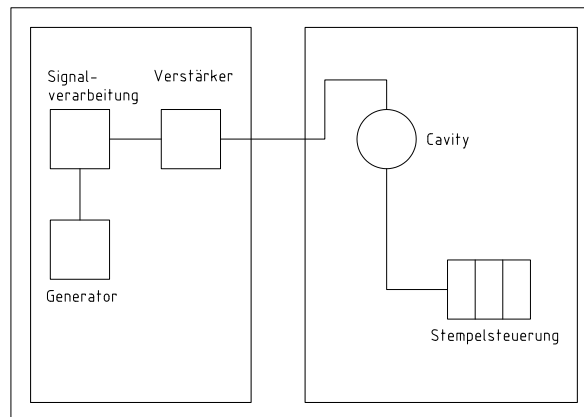 Signal-
verarbeitung
Verstärker
Generator
Cavity
Stempelsteuerung